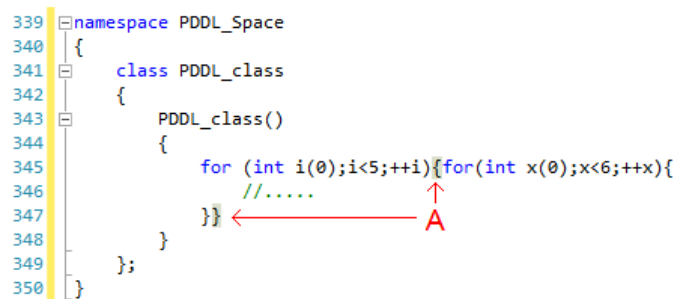 339 namespace PDDL_Space
340 {
341 class PDDL_class
342 {
343 PDDL_class()
344 {
345 for (int i(0);i<5;++i){for(int x(0);x<6;++x){
346 //.....
347 }} A
348 }
349 };
350 }